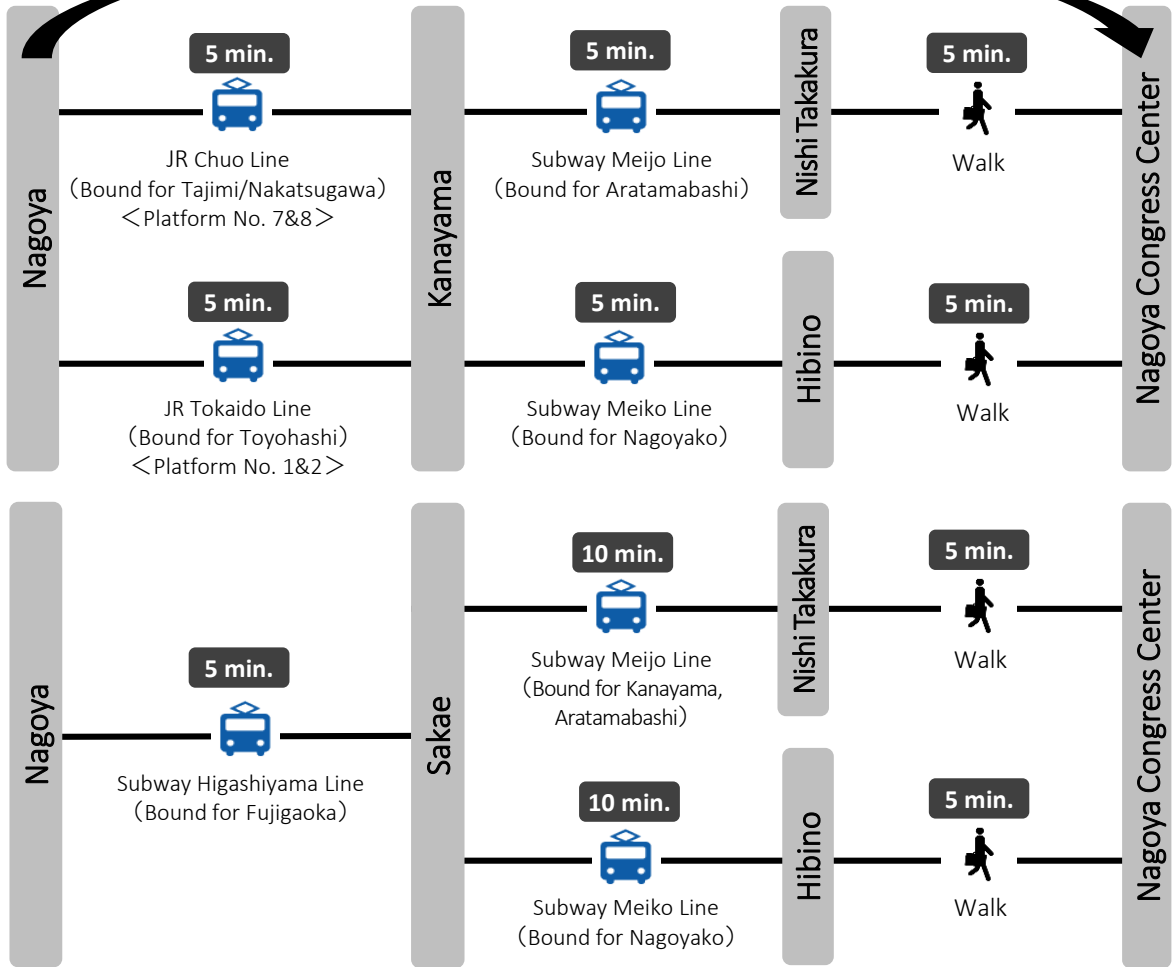 Nagoya
5 min.
JR Chuo Line
(Bound for Tajimi/Nakatsugawa)
<Platform No. 7&8>
5 min.
JR Tokaido Line
(Bound for Toyohashi)
<Platform No. 1&2>
Kanayama
5 min.
Subway Meijo Line
(Bound for Aratamabashi)
Nishi Takakura
5 min.
Walk
5 min.
Subway Meiko Line
(Bound for Nagoyako)
Hibino
5 min.
Walk
Nagoya Congress Center
Nagoya
5 min.
Subway Higashiyama Line
(Bound for Fujigaoka)
Sakae
10 min.
Subway Meijo Line
(Bound for Kanayama,
Aratamabashi)
Nishi Takakura
5 min.
Walk
10 min.
Subway Meiko Line
(Bound for Nagoyako)
Hibino
5 min.
Walk
Nagoya Congress Center